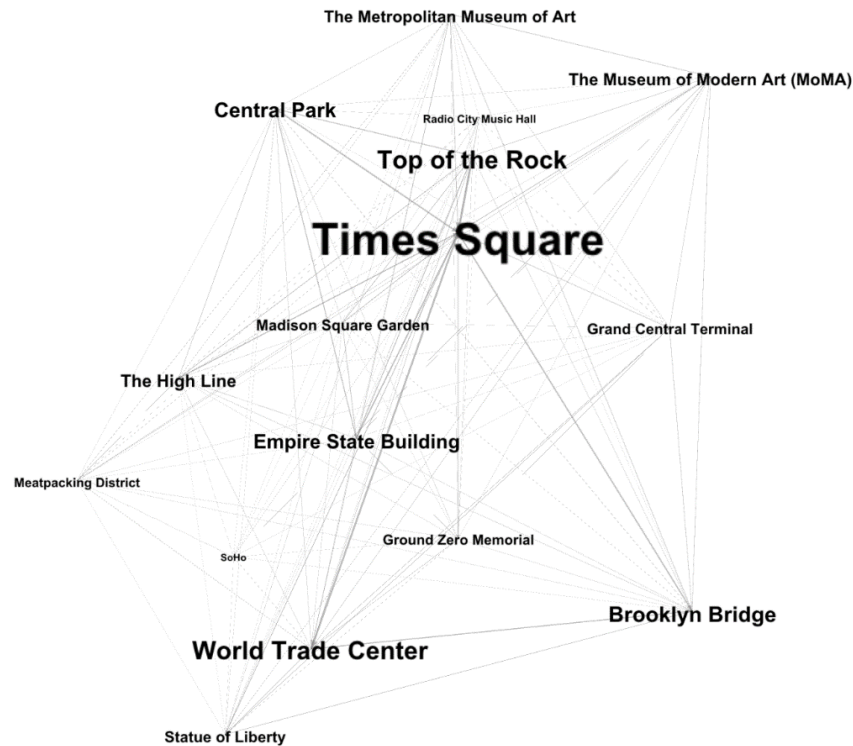 The Metropolitan Museum of Art
The Museum of Modern Art (MoMA)
Central Park
Radio City Music Hall
Top of the Rock
Times Square
Madison Square Garden
Grand Central Terminal
The High Line
Empire State Building
Meatpacking District
Ground Zero Memorial
SoHo
Brooklyn Bridge
World Trade Center
Statue of Liberty